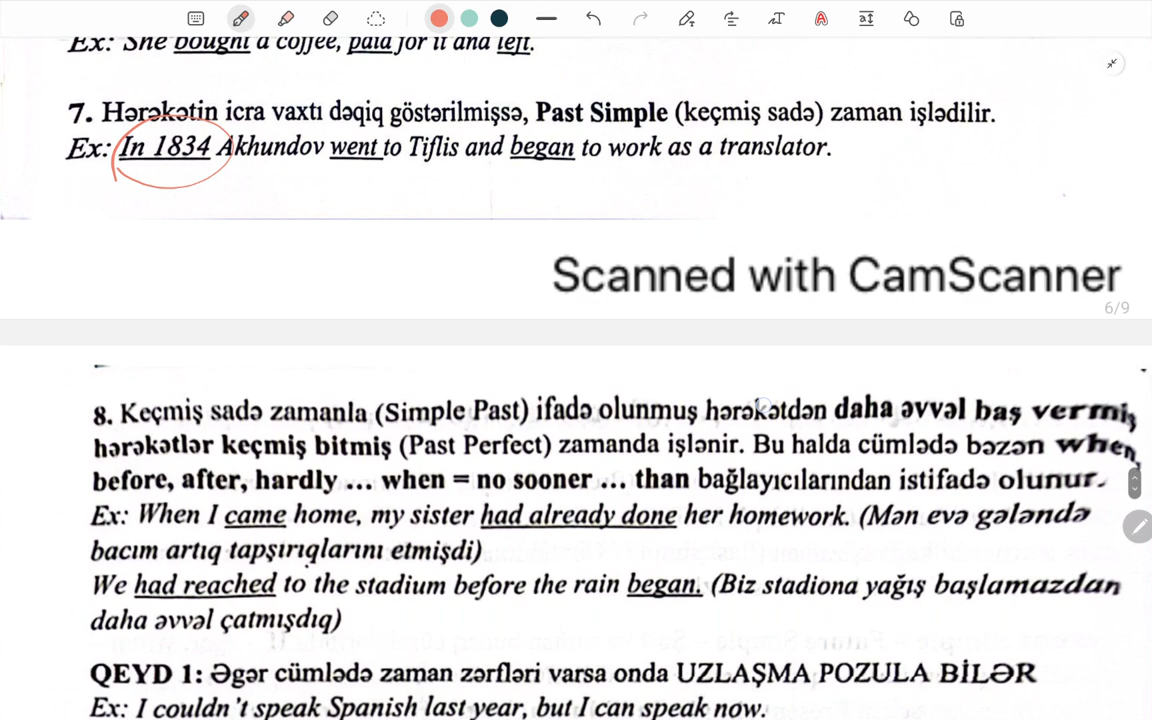 Ex: She bought a coffee, paid for it and left.
7. Hərəkətin icra vaxtı dəqiq göstərilmişsə, Past Simple (keçmiş sadə) zaman işlədilir.
Ex: In 1834 Akhundov went to Tiflis and began to work as a translator.
Scanned with CamScanner
6/9
8. Keçmiş sadə zamanla (Simple Past) ifadə olunmuş hərəkətdən daha əvvəl baş vermiş
hərəkətlər keçmiş bitmiş (Past Perfect) zamanda işlənir. Bu halda cümlədə bəzən when,
before, after, hardly ... when = no sooner ... than bağlayıcılarından istifadə olunur.
Ex: When I came home, my sister had already done her homework. (Mən evə gələndə
bacım artıq tapşırıqlarını etmişdi)
We had reached to the stadium before the rain began. (Biz stadiona yağış başlamazdan
daha əvvəl çatmışdıq)
QEYD 1: Əgər cümlədə zaman zərfləri varsa onda UZLAŞMA POZULA BİLƏR
Ex: I couldn't speak Spanish last year, but I can speak now.